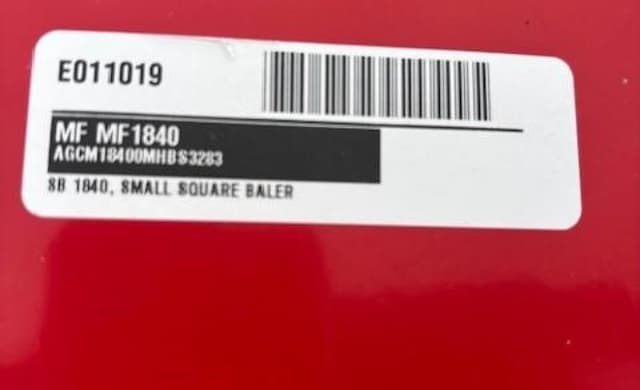 E011019
MF MF1840
AGCM18400MHBS3283
SB 1840, SMALL SQUARE BALER